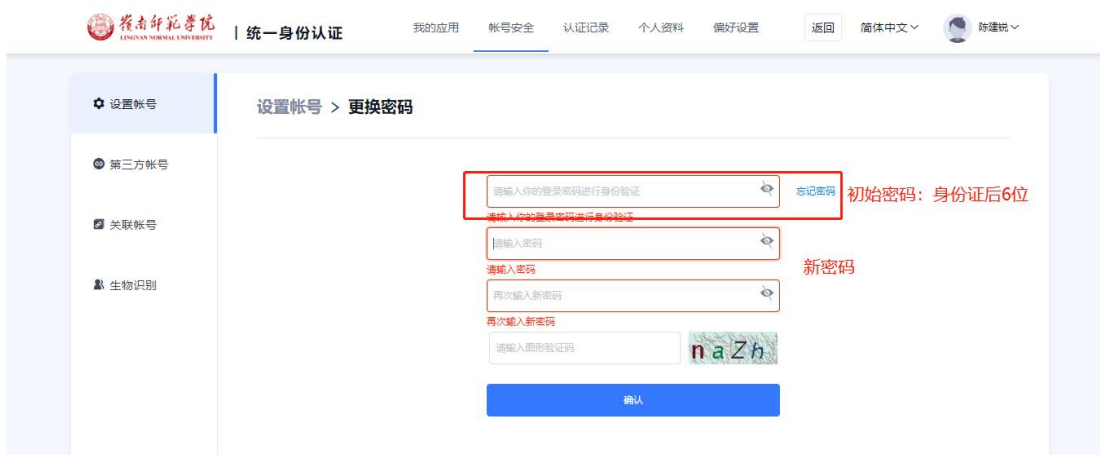 嶺南師範學院
LINGNAN NORMAL UNIVERSITY
| 统一身份认证
我的应用 帐号安全 认证记录 个人资料 偏好设置 返回 简体中文 陈建锐
设置帐号
设置帐号 > 更换密码
第三方帐号
关联帐号
生物识别
请输入你的登录密码进行身份验证
忘记密码
初始密码：身份证后6位
请输入你的登录密码进行身份验证
请输入密码
请输入密码
新密码
再次输入新密码
再次输入新密码
请输入图形验证码
naZh
确认